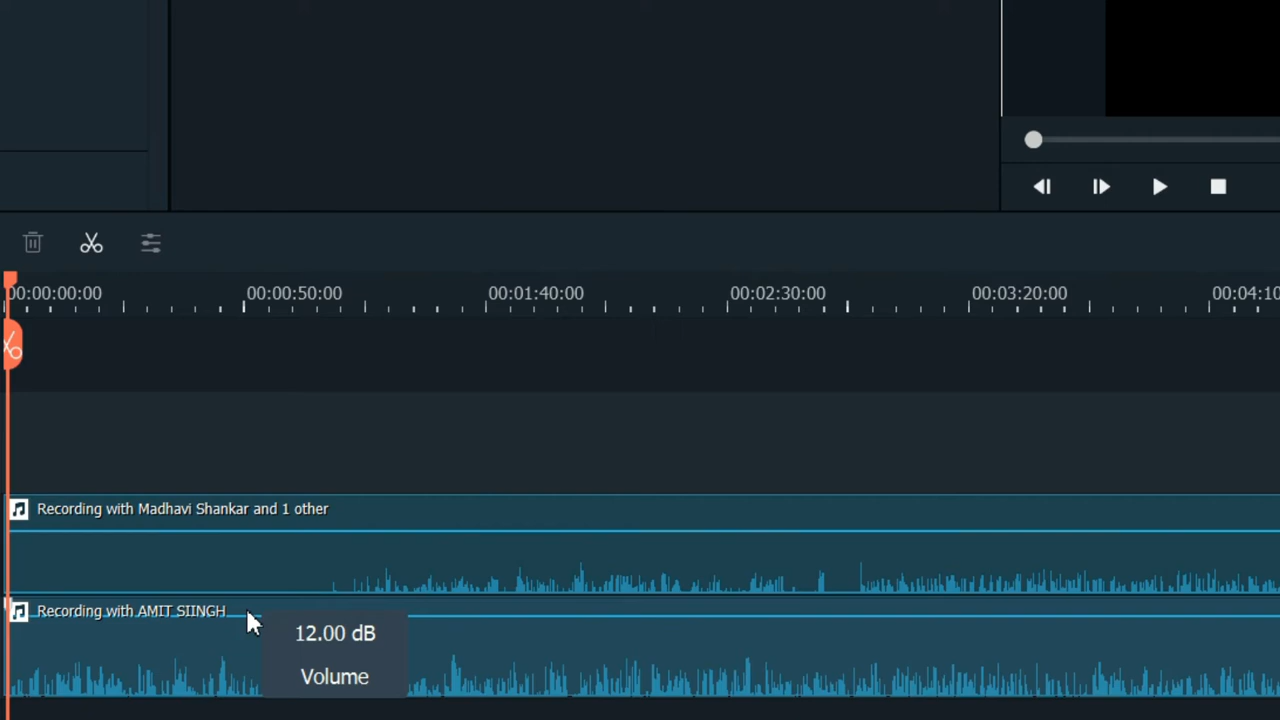 00:00:00:00 00:00:50:00 00:01:40:00 00:02:30:00 00:03:20:00 00:04:10
Recording with Madhavi Shankar and 1 other
Recording with AMIT SIINGH
12.00 dB
Volume